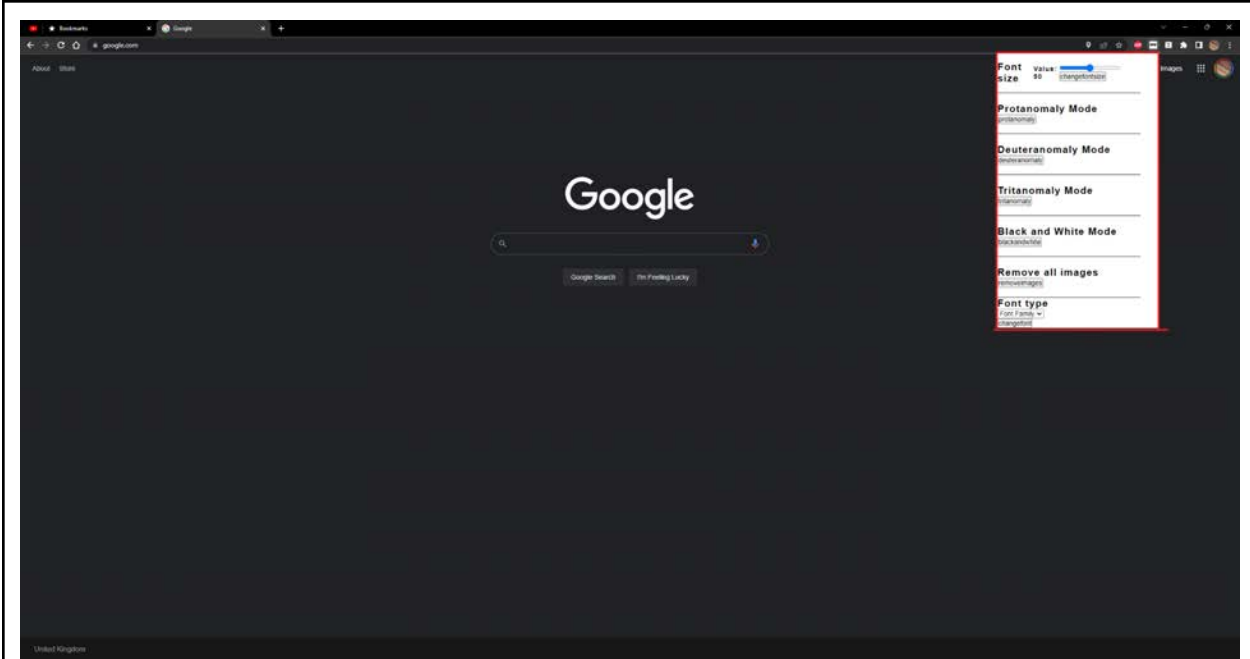 Bookmarks
Google
google.com
About Store
Images
Font size
Value: 50
changefontsize
Protanomaly Mode
protanomaly
Deuteranomaly Mode
deuteranomaly
Tritanomaly Mode
tritanomaly
Black and White Mode
blackandwhite
Remove all images
removeimages
Font type
Font Family
changefont
Google
Google Search I'm Feeling Lucky
United Kingdom